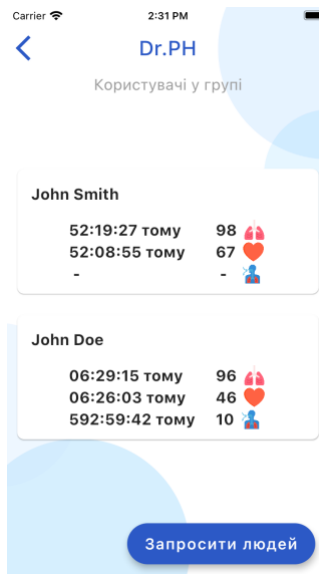 Carrier 2:31 PM
Dr.PH
Користувачі у групі
John Smith
52:19:27 тому 98
52:08:55 тому 67
- -
John Doe
06:29:15 тому 96
06:26:03 тому 46
592:59:42 тому 10
Запросити людей